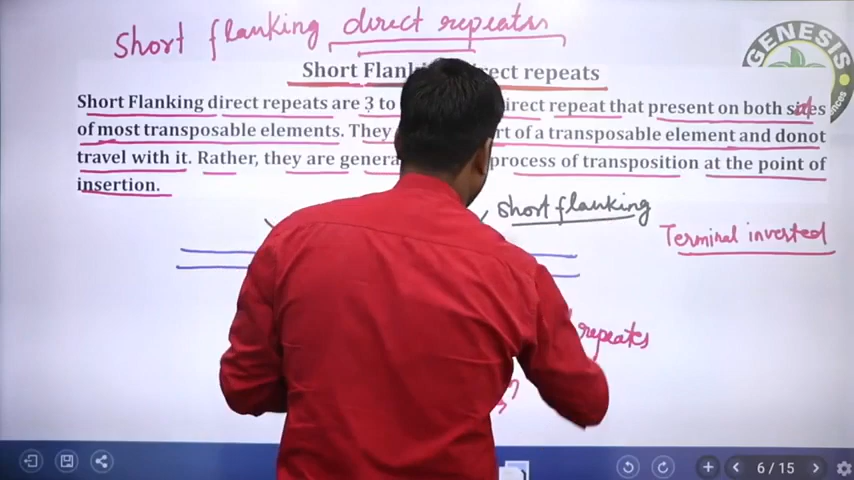 Short flanking direct repeats
GENESIS
Short Flanki direct repeats
Short Flanking direct repeats are 3 to direct repeat that present on both sides
of most transposable elements. They rt of a transposable element and donot
travel with it. Rather, they are genera process of transposition at the point of
insertion.
Short flanking
Terminal inverted
repeats
6 / 15